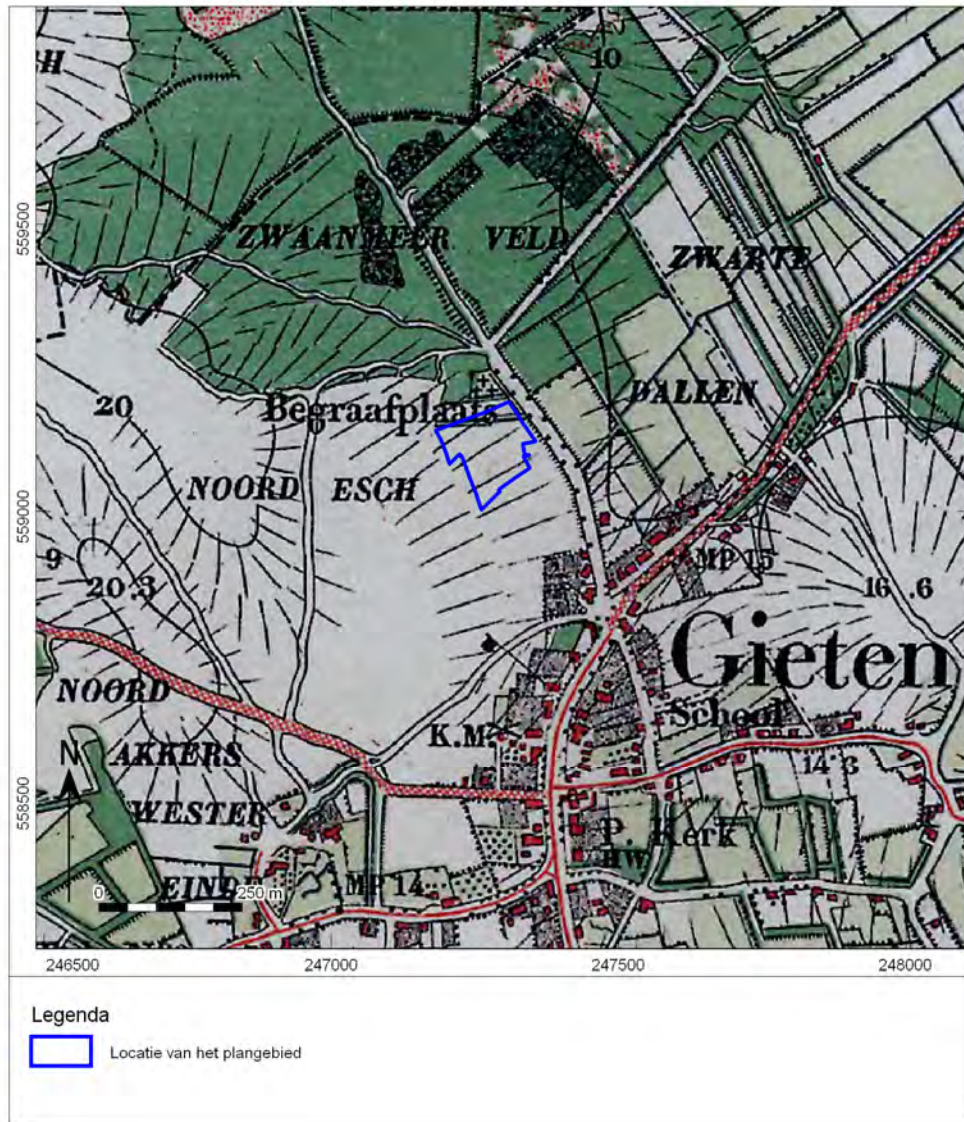 H
10
ZWAANMEER VELD
ZWARTE
559500
DALLEN
20
Begraafplaats
NOORD ESCH
559000
9
20.3
MP 15
16.6
Gieten
NOORD
School
K.M.
AKKERS
14.3
N
558500
WESTER
P. Kerk
H.W.
EINDE
MP 14
0
250 m
246500
247000
247500
248000
Legenda
Locatie van het plangebied